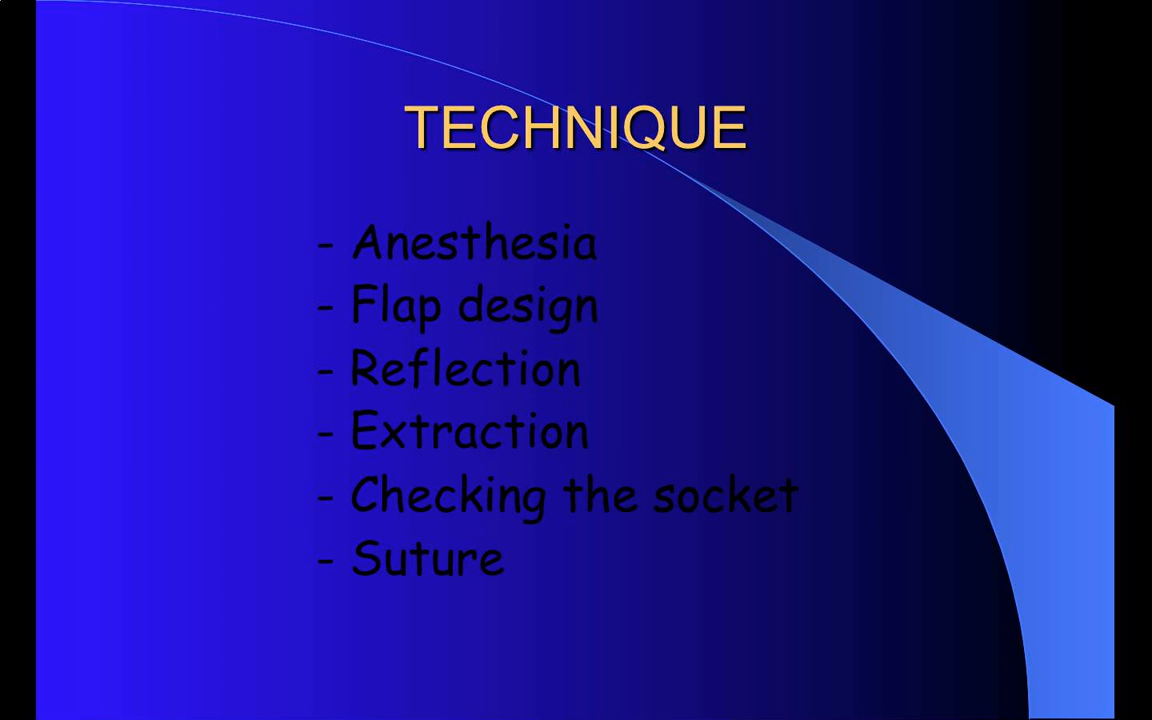 TECHNIQUE
- Anesthesia
- Flap design
- Reflection
- Extraction
- Checking the socket
- Suture